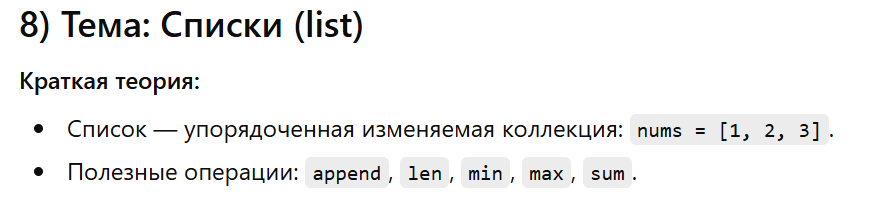 8) Тема: Списки (list)
Краткая теория:
• Список — упорядоченная изменяемая коллекция: nums = [1, 2, 3].
• Полезные операции: append, len, min, max, sum.